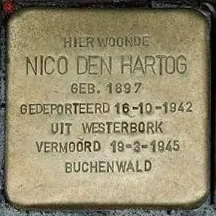 HIER WOONDE
NICO DEN HARTOG
GEB. 1897
GEDEPORTEERD 16-10-1942
UIT WESTERBORK
VERMOORD 19-3-1945
BUCHENWALD